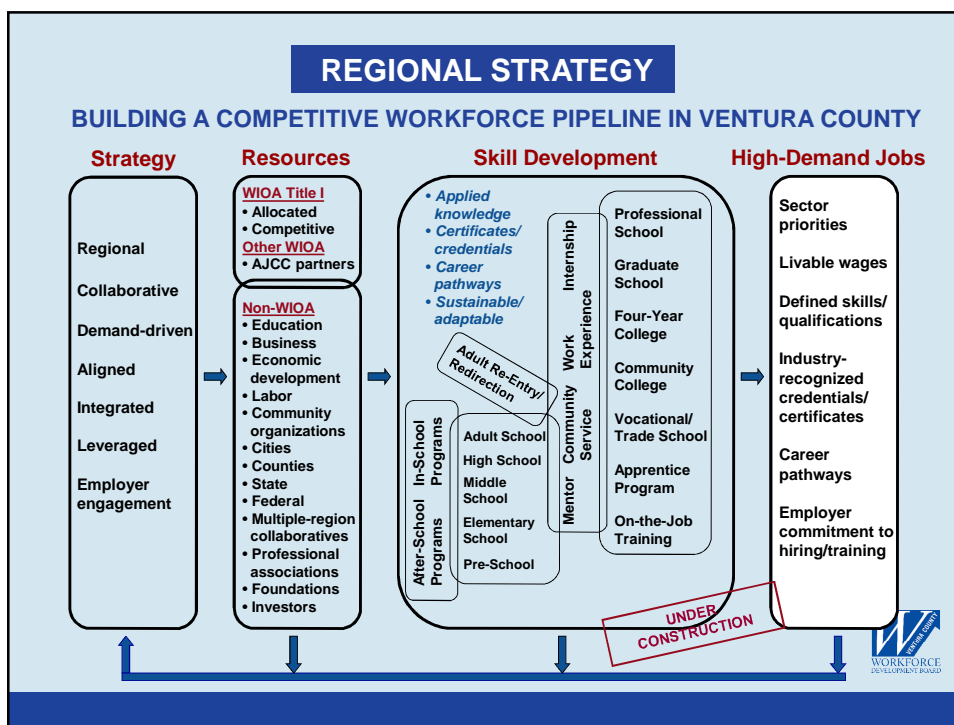 REGIONAL STRATEGY
BUILDING A COMPETITIVE WORKFORCE PIPELINE IN VENTURA COUNTY
Strategy
Regional
Collaborative
Demand-driven
Aligned
Integrated
Leveraged
Employer
engagement
Resources
WIOA Title I
• Allocated
• Competitive
Other WIOA
• AJCC partners
Non-WIOA
• Education
• Business
• Economic
development
• Labor
• Community
organizations
• Cities
• Counties
• State
• Federal
• Multiple-region
collaboratives
• Professional
associations
• Foundations
• Investors
Skill Development
• Applied
knowledge
• Certificates/
credentials
• Career
pathways
• Sustainable/
adaptable
Adult Re-Entry/
Redirection
After-School
Programs
In-School
Programs
Adult School
High School
Middle
School
Elementary
School
Pre-School
Mentor
Community
Service
Work
Experience
Internship
Professional
School
Graduate
School
Four-Year
College
Community
College
Vocational/
Trade School
Apprentice
Program
On-the-Job
Training
High-Demand Jobs
Sector
priorities
Livable wages
Defined skills/
qualifications
Industry-
recognized
credentials/
certificates
Career
pathways
Employer
commitment to
hiring/training
UNDER
CONSTRUCTION
W
VENTURA COUNTY
WORKFORCE
DEVELOPMENT BOARD